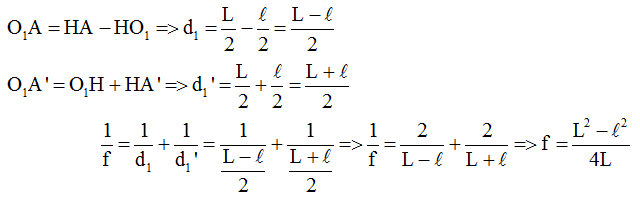 O₁A = HA − HO₁ => d₁ = L/2 − ℓ/2 = (L − ℓ)/2
O₁A' = O₁H + HA' => d₁' = L/2 + ℓ/2 = (L + ℓ)/2
1/f = 1/d₁ + 1/d₁' = 1/((L − ℓ)/2) + 1/((L + ℓ)/2) => 1/f = 2/(L − ℓ) + 2/(L + ℓ) => f = (L² − ℓ²)/(4L)